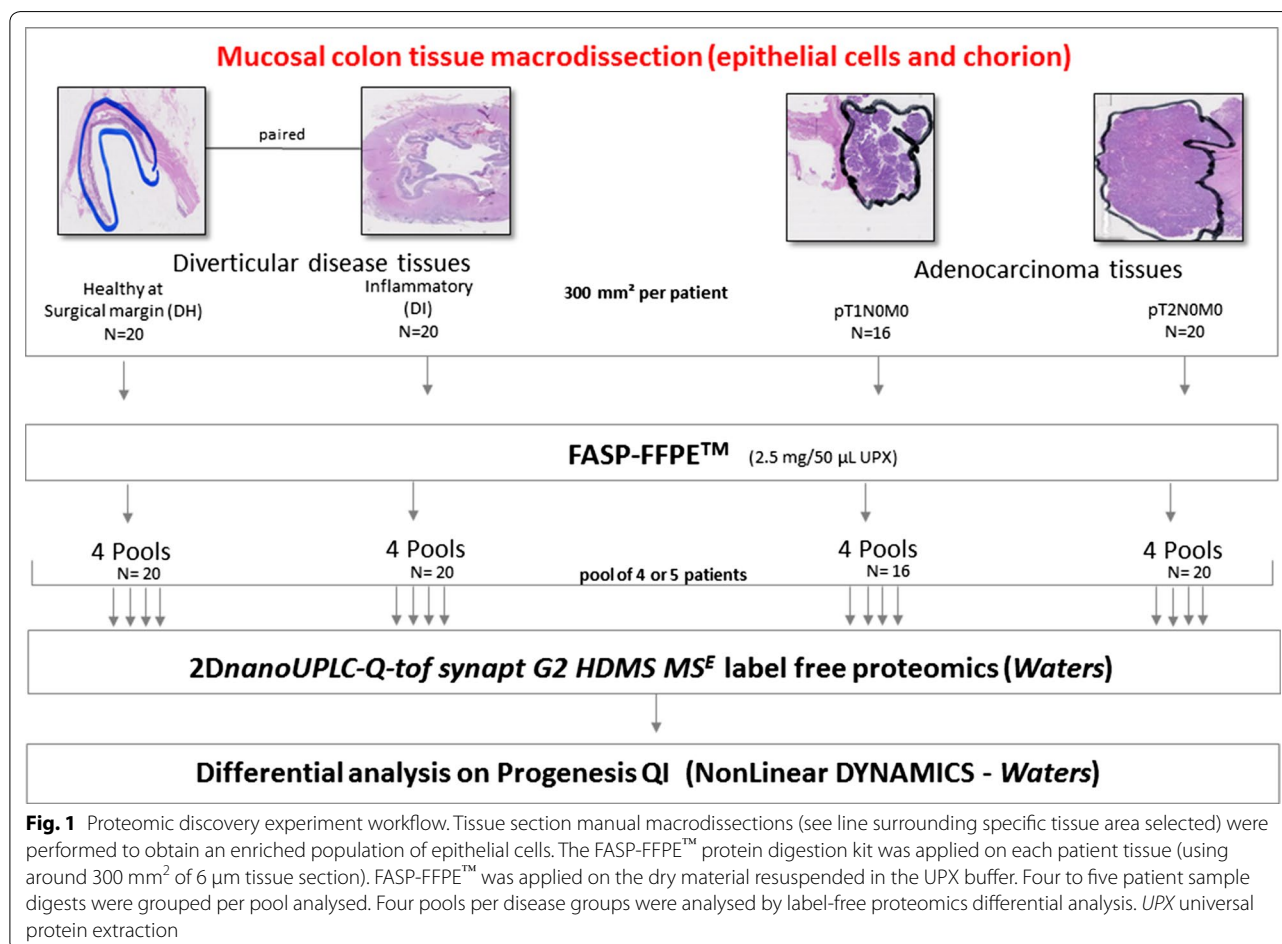 Mucosal colon tissue macrodissection (epithelial cells and chorion)
paired
Diverticular disease tissues
Adenocarcinoma tissues
Healthy at
Surgical margin (DH)
N=20
Inflammatory
(DI)
N=20
300 mm² per patient
pT1N0M0
N=16
pT2N0M0
N=20
FASP-FFPE™ (2.5 mg/50 µL UPX)
4 Pools
N= 20
4 Pools
N= 20
pool of 4 or 5 patients
4 Pools
N= 16
4 Pools
N= 20
2DnanoUPLC-Q-tof synapt G2 HDMS MSᴱ label free proteomics (Waters)
Differential analysis on Progenesis QI (NonLinear DYNAMICS - Waters)
Fig. 1 Proteomic discovery experiment workflow. Tissue section manual macrodissections (see line surrounding specific tissue area selected) were
performed to obtain an enriched population of epithelial cells. The FASP-FFPE™ protein digestion kit was applied on each patient tissue (using
around 300 mm² of 6 µm tissue section). FASP-FFPE™ was applied on the dry material resuspended in the UPX buffer. Four to five patient sample
digests were grouped per pool analysed. Four pools per disease groups were analysed by label-free proteomics differential analysis. UPX universal
protein extraction